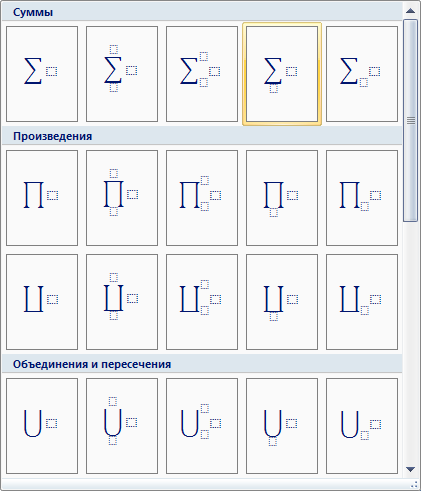 Суммы
∑ ∑ ∑ ∑ ∑
Произведения
∏ ∏ ∏ ∏ ∏
∐ ∐ ∐ ∐ ∐
Объединения и пересечения
⋃ ⋃ ⋃ ⋃ ⋃